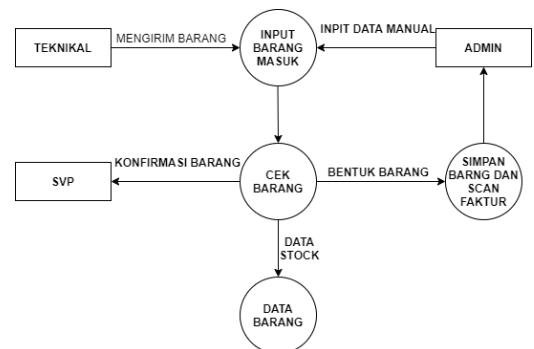 TEKNIKAL
MENGIRIM BARANG
INPUT
BARANG
MASUK
INPIT DATA MANUAL
ADMIN
SVP
KONFIRMASI BARANG
CEK
BARANG
BENTUK BARANG
SIMPAN
BARNG DAN
SCAN
FAKTUR
DATA
STOCK
DATA
BARANG